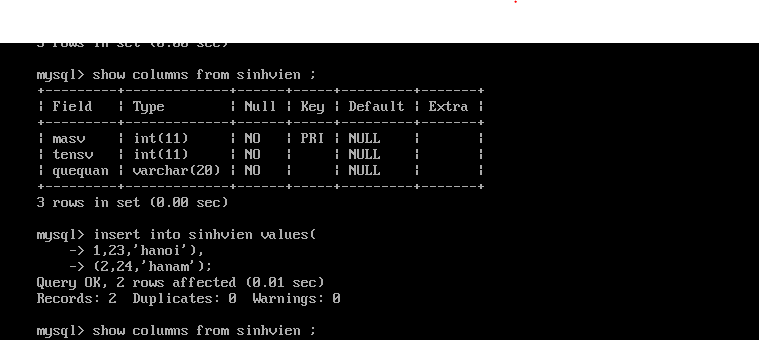 3 rows in set (0.00 sec)
mysql> show columns from sinhvien ;
+---------+-------------+------+-----+---------+-------+
| Field   | Type        | Null | Key | Default | Extra |
+---------+-------------+------+-----+---------+-------+
| masv    | int(11)     | NO   | PRI | NULL    |       |
| tensv   | int(11)     | NO   |     | NULL    |       |
| quequan | varchar(20) | NO   |     | NULL    |       |
+---------+-------------+------+-----+---------+-------+
3 rows in set (0.00 sec)
mysql> insert into sinhvien values(
    -> 1,23,'hanoi'),
    -> (2,24,'hanam');
Query OK, 2 rows affected (0.01 sec)
Records: 2  Duplicates: 0  Warnings: 0
mysql> show columns from sinhvien ;